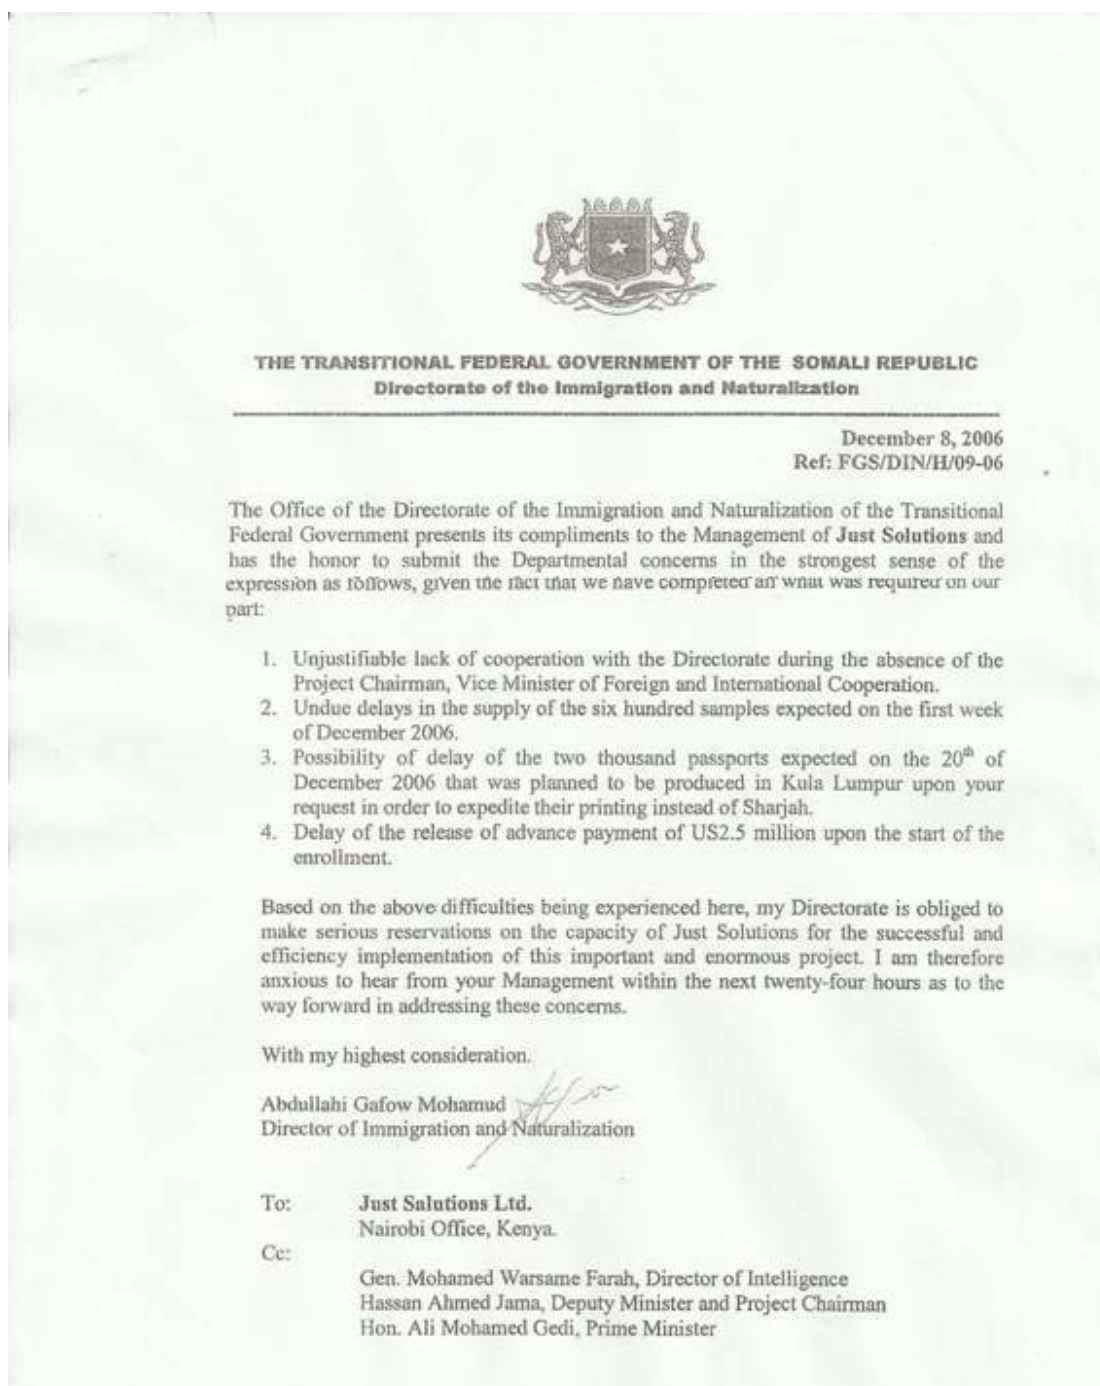 THE TRANSITIONAL FEDERAL GOVERNMENT OF THE SOMALI REPUBLIC
Directorate of the Immigration and Naturalization
December 8, 2006
Ref: FGS/DIN/H/09-06
The Office of the Directorate of the Immigration and Naturalization of the Transitional
Federal Government presents its compliments to the Management of Just Solutions and
has the honor to submit the Departmental concerns in the strongest sense of the
expression as follows, given the fact that we have completed all what was required on our
part:
1. Unjustifiable lack of cooperation with the Directorate during the absence of the
Project Chairman, Vice Minister of Foreign and International Cooperation.
2. Undue delays in the supply of the six hundred samples expected on the first week
of December 2006.
3. Possibility of delay of the two thousand passports expected on the 20th of
December 2006 that was planned to be produced in Kula Lumpur upon your
request in order to expedite their printing instead of Sharjah.
4. Delay of the release of advance payment of US2.5 million upon the start of the
enrollment.
Based on the above difficulties being experienced here, my Directorate is obliged to
make serious reservations on the capacity of Just Solutions for the successful and
efficiency implementation of this important and enormous project. I am therefore
anxious to hear from your Management within the next twenty-four hours as to the
way forward in addressing these concerns.
With my highest consideration.
Abdullahi Gafow Mohamud
Director of Immigration and Naturalization
To: Just Salutions Ltd.
Nairobi Office, Kenya.
Cc:
Gen. Mohamed Warsame Farah, Director of Intelligence
Hassan Ahmed Jama, Deputy Minister and Project Chairman
Hon. Ali Mohamed Gedi, Prime Minister